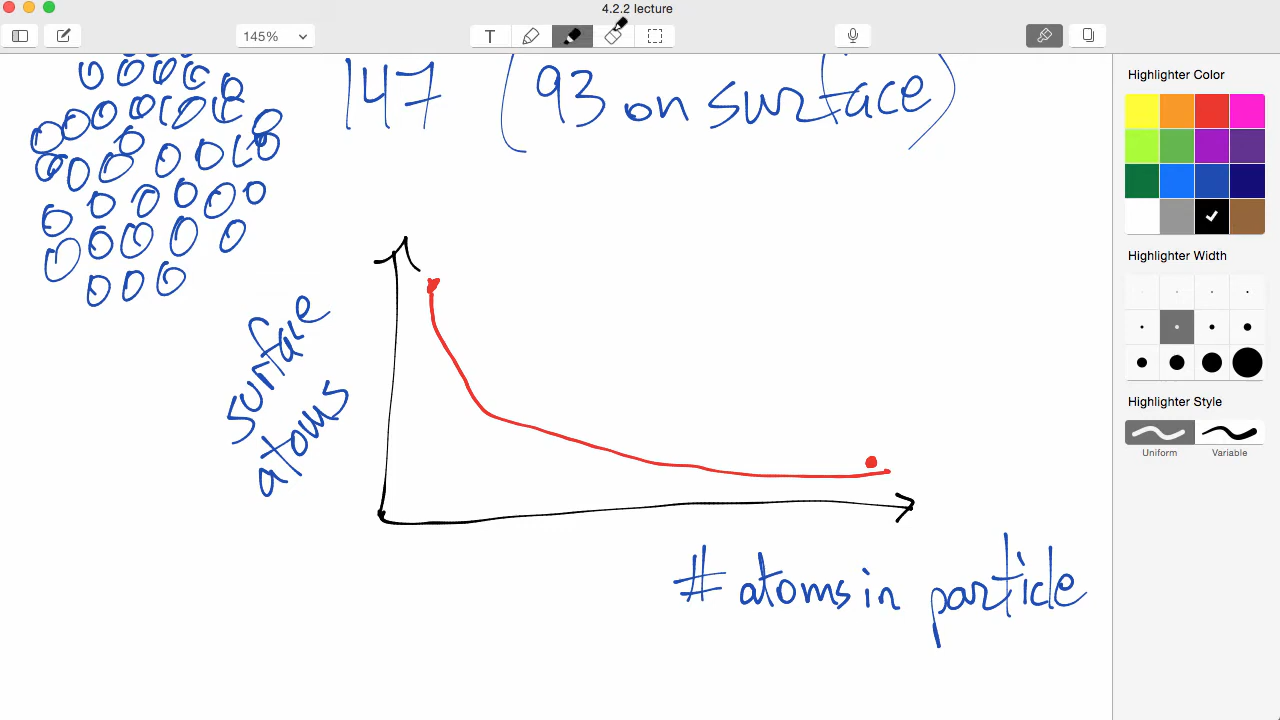 4.2.2 lecture
145%
T
147 (93 on surface)
surface
atoms
# atoms in particle
Highlighter Color
Highlighter Width
Highlighter Style
Uniform
Variable